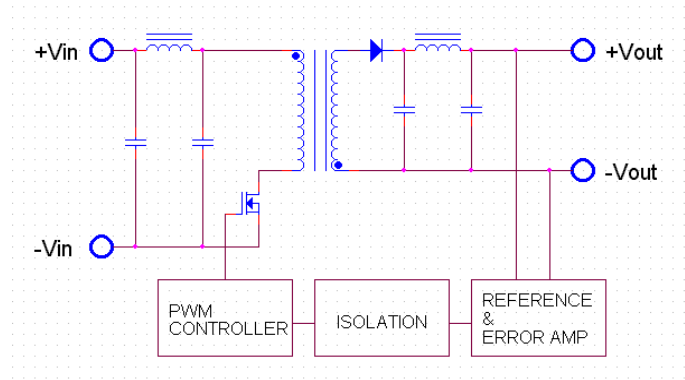 +Vin
+Vout
-Vout
-Vin
PWM
CONTROLLER
ISOLATION
REFERENCE
&
ERROR AMP